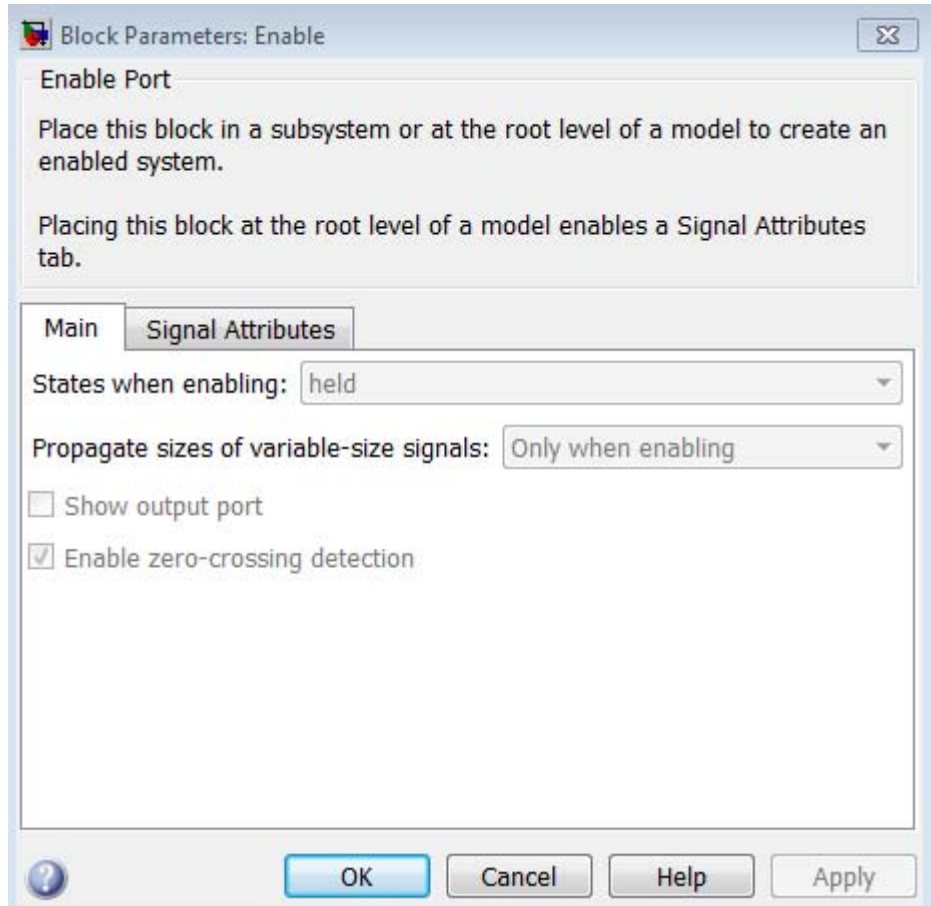 Block Parameters: Enable
Enable Port
Place this block in a subsystem or at the root level of a model to create an
enabled system.
Placing this block at the root level of a model enables a Signal Attributes
tab.
Main
Signal Attributes
States when enabling: held
Propagate sizes of variable-size signals: Only when enabling
Show output port
Enable zero-crossing detection
? OK Cancel Help Apply